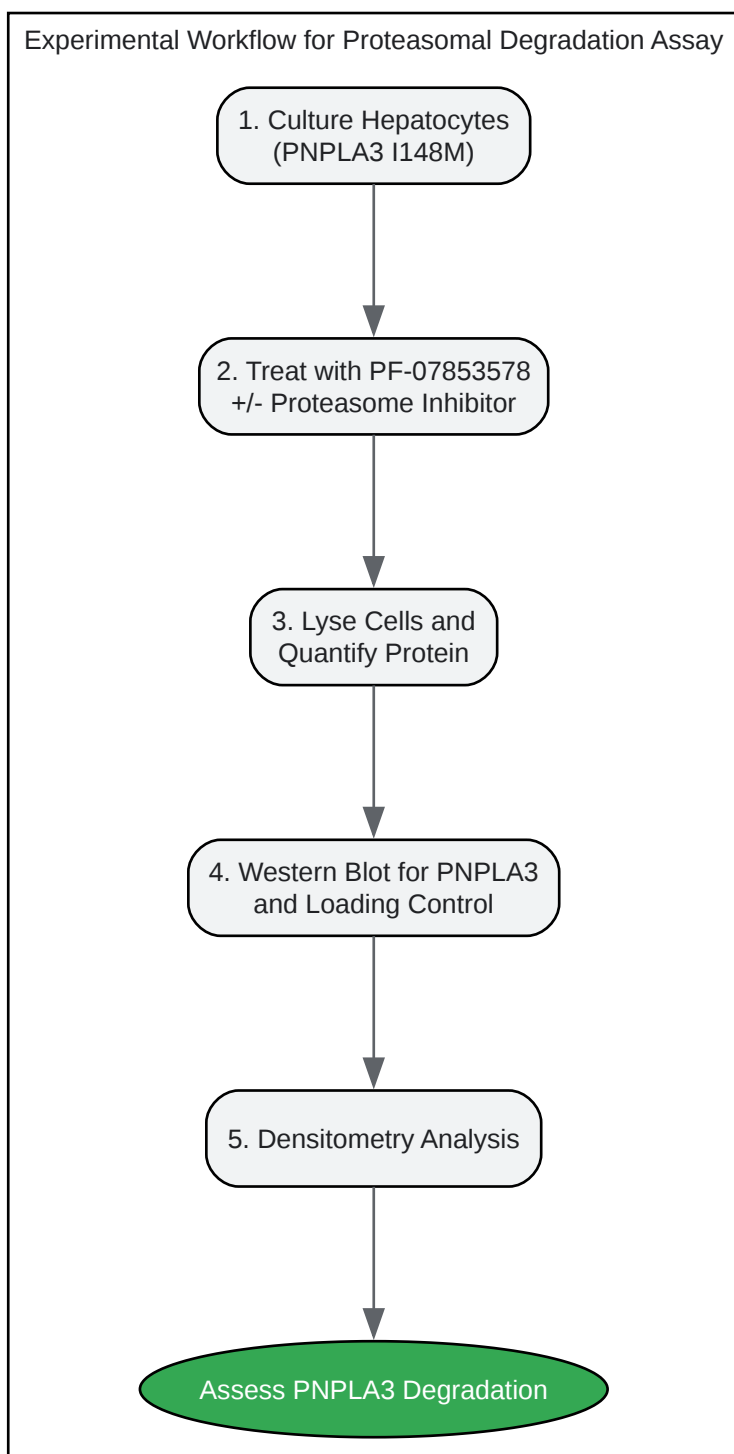 Experimental Workflow for Proteasomal Degradation Assay
1. Culture Hepatocytes
(PNPLA3 I148M)
2. Treat with PF-07853578
+/- Proteasome Inhibitor
3. Lyse Cells and
Quantify Protein
4. Western Blot for PNPLA3
and Loading Control
5. Densitometry Analysis
Assess PNPLA3 Degradation